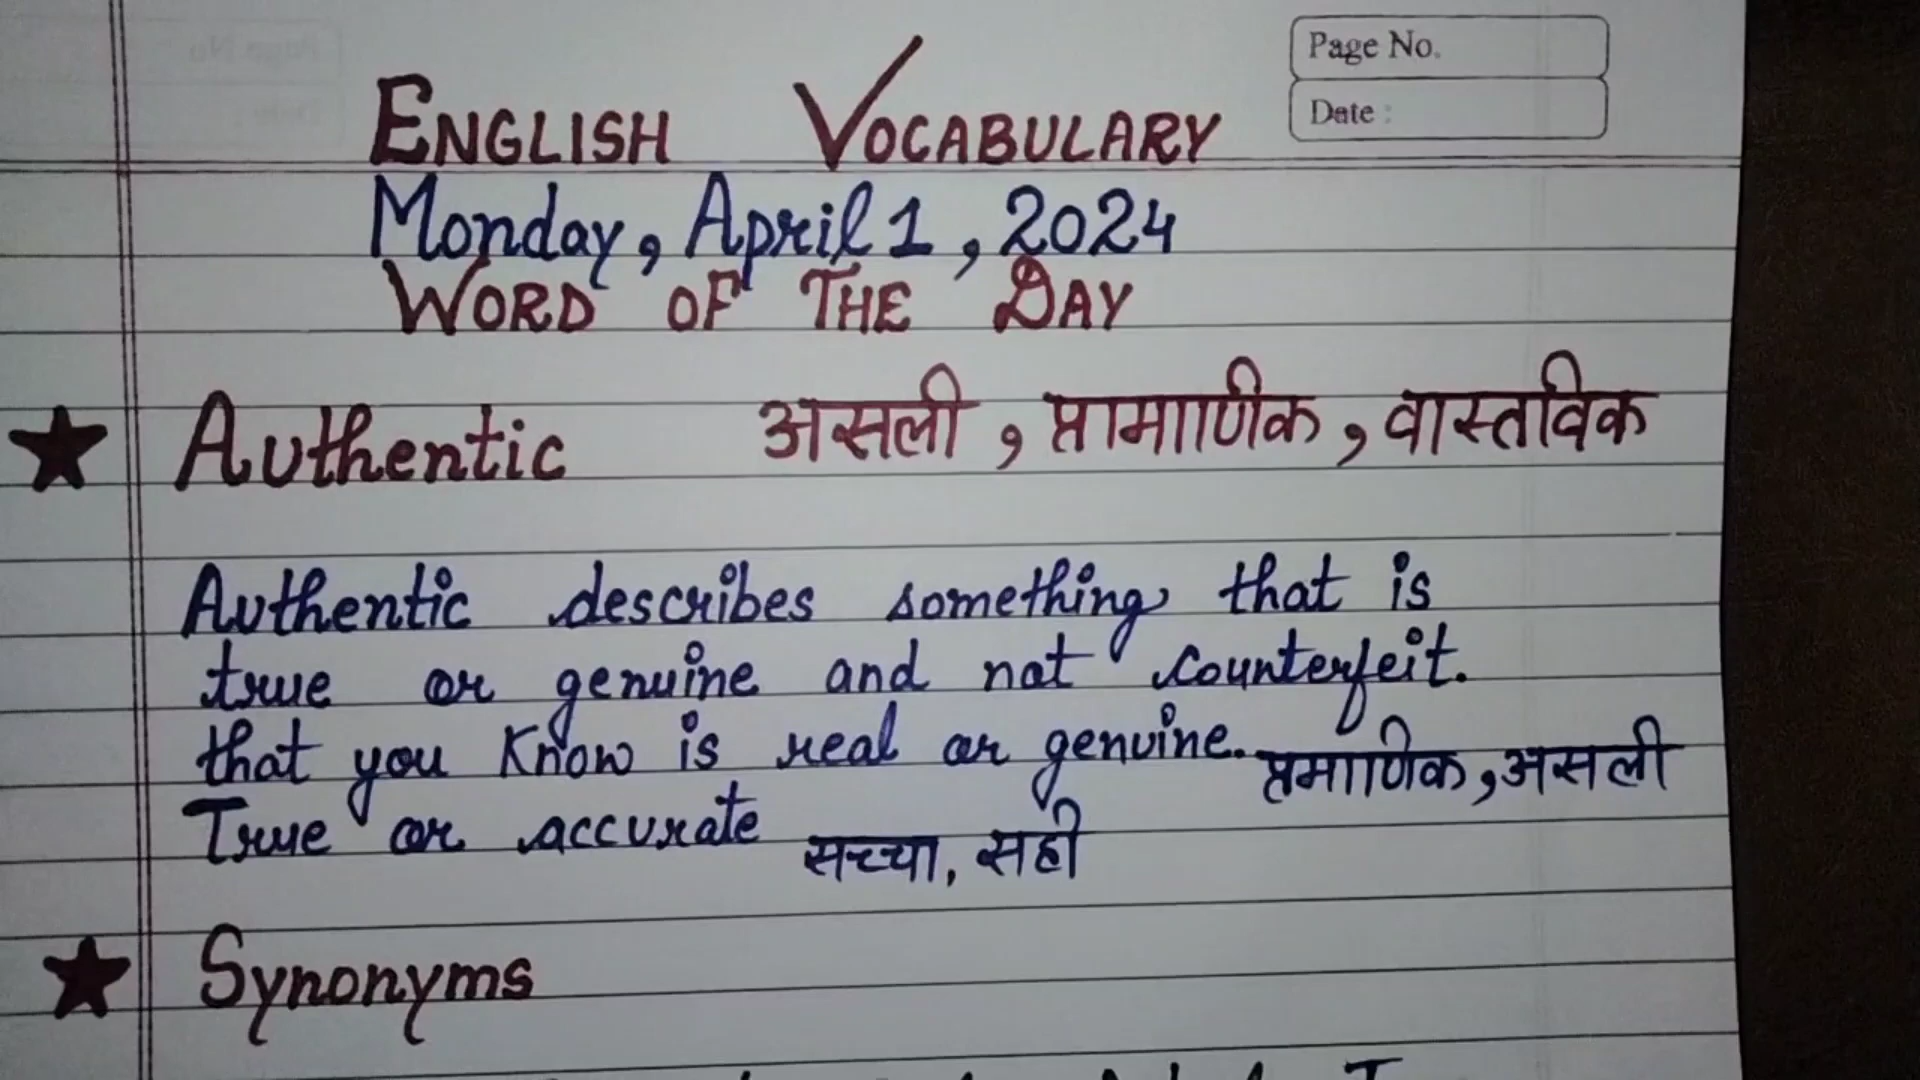 Page No.
Date :
ENGLISH VOCABULARY
Monday, April 1, 2024
WORD OF THE DAY
Authentic असली, प्रामाणिक, वास्तविक
Authentic describes something that is
true or genuine and not counterfeit.
that you know is real or genuine. प्रमाणिक, असली
True or accurate सच्चा, सही
Synonyms